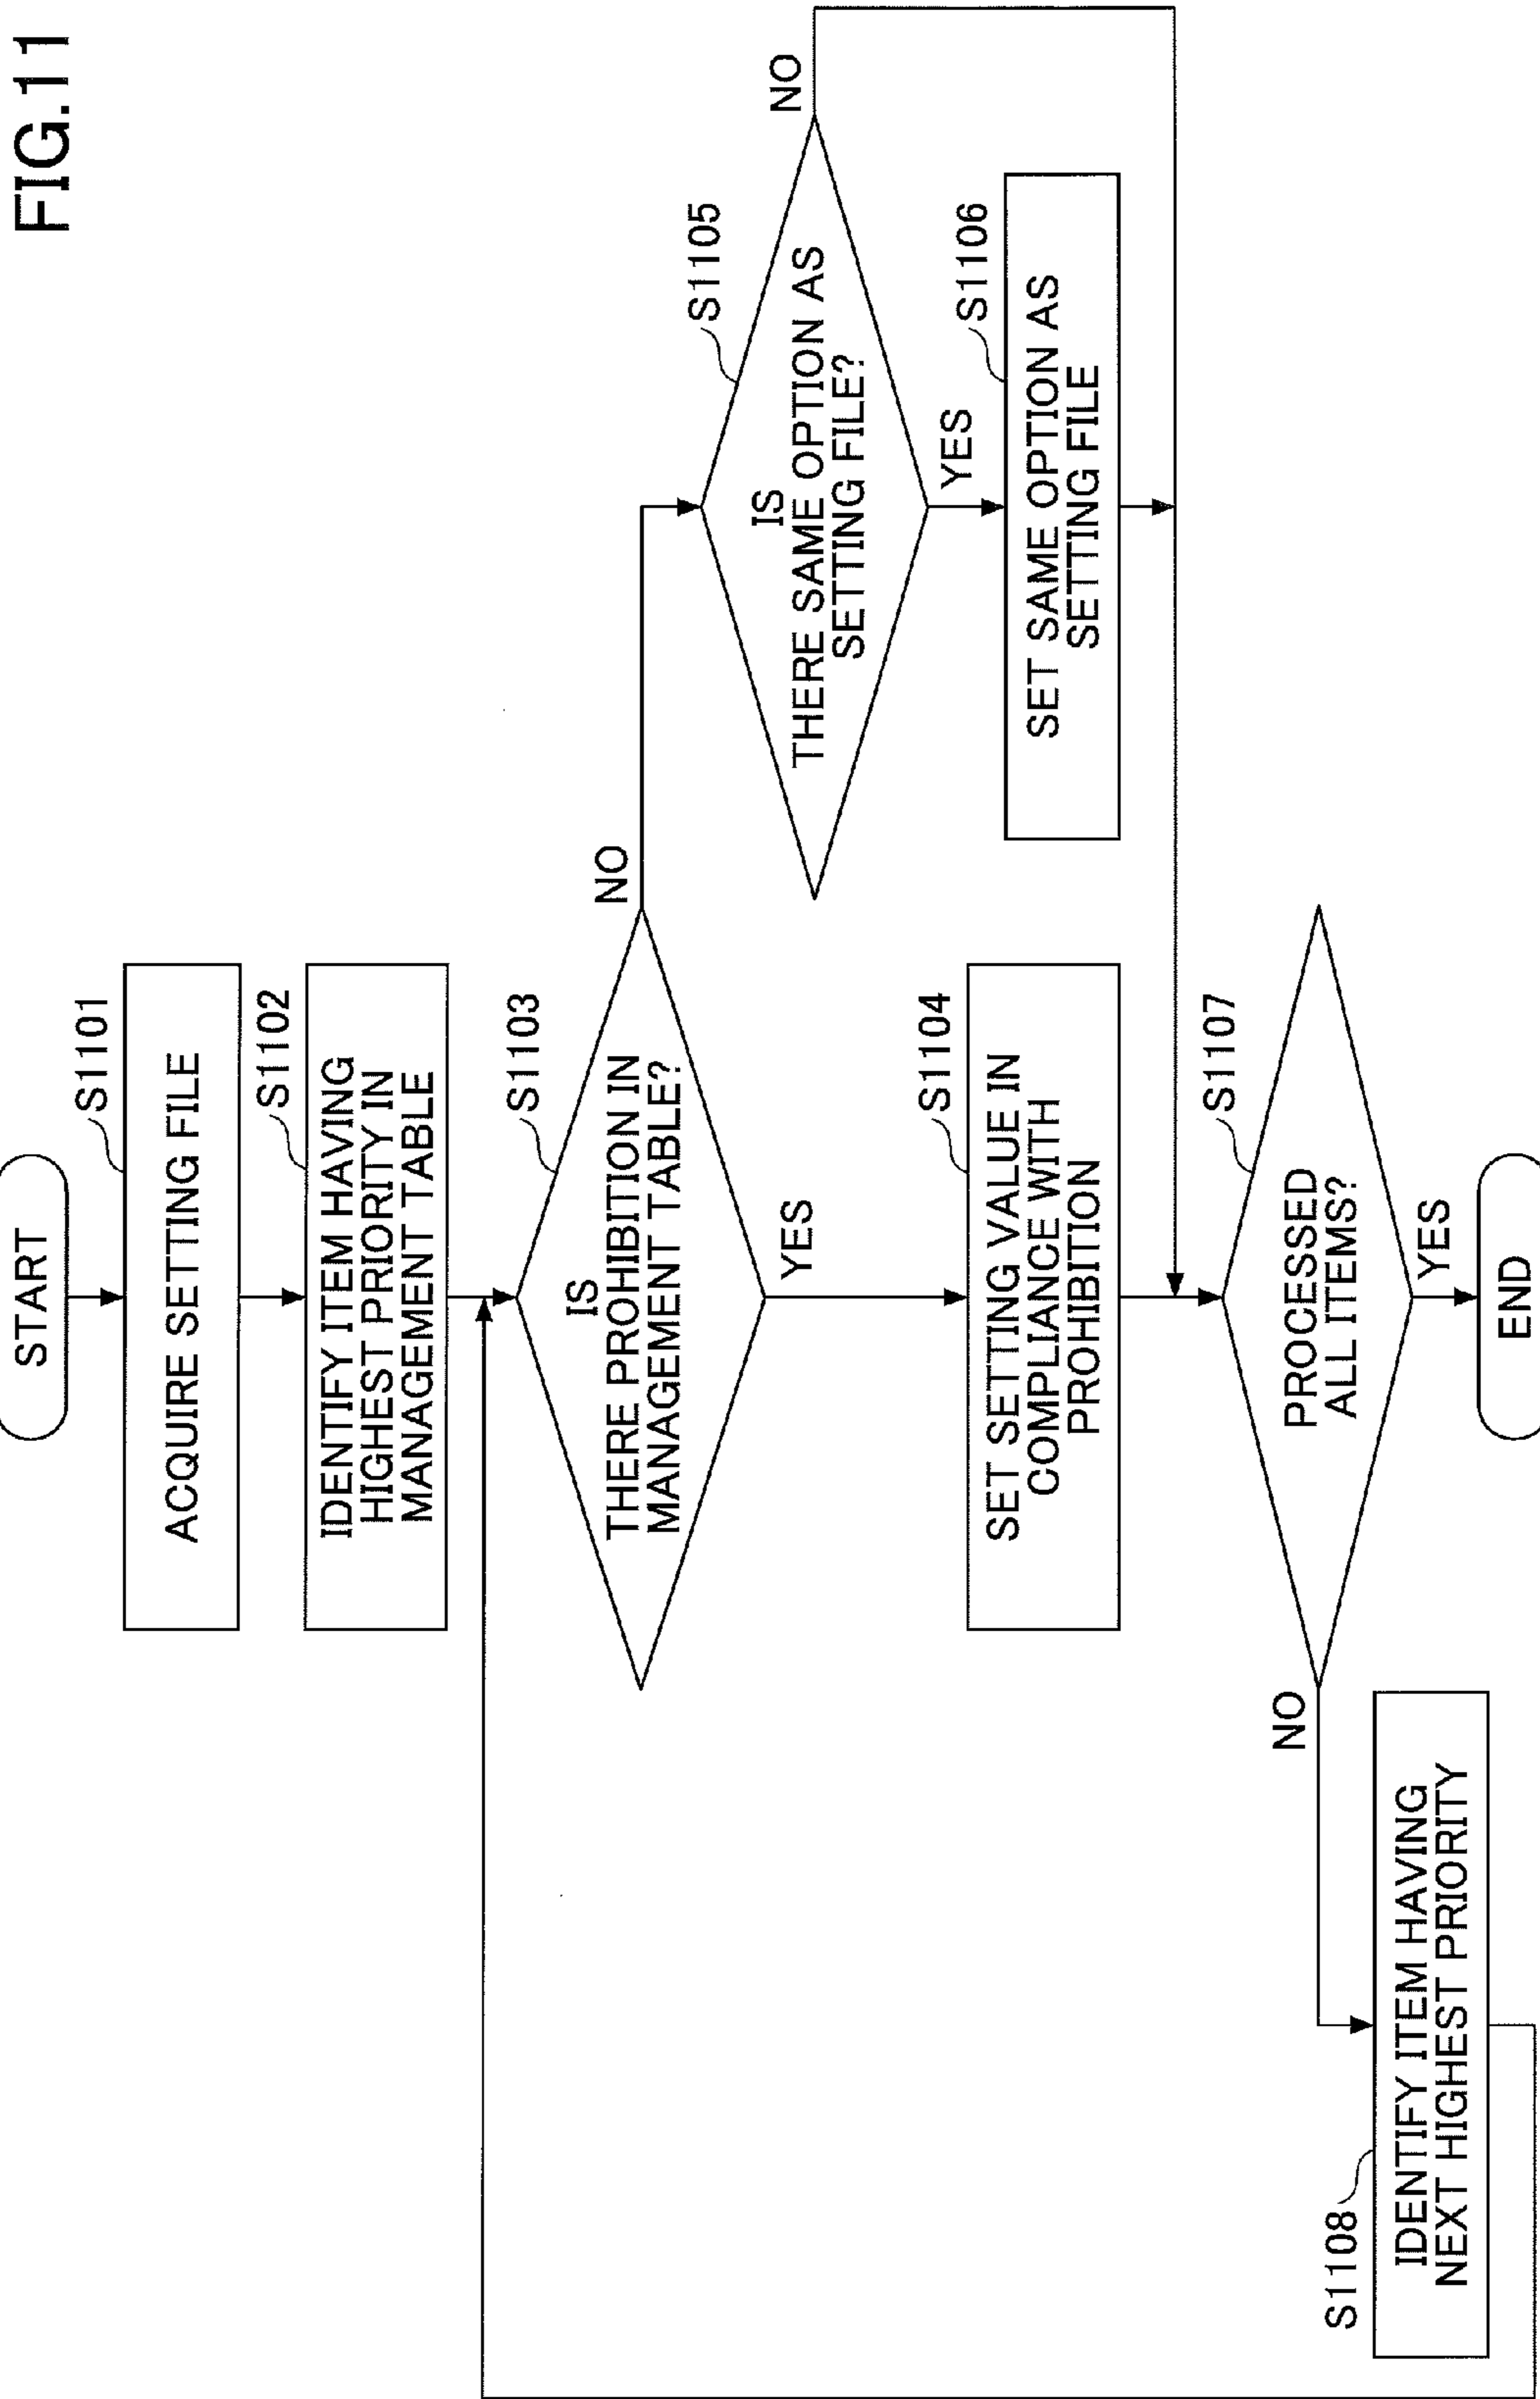 FIG.11
START
S1101
ACQUIRE SETTING FILE
S1102
IDENTIFY ITEM HAVING
HIGHEST PRIORITY IN
MANAGEMENT TABLE
S1103
IS
THERE PROHIBITION IN
MANAGEMENT TABLE?
NO
YES
S1105
IS
THERE SAME OPTION AS
SETTING FILE?
NO
YES
S1106
SET SAME OPTION AS
SETTING FILE
S1104
SET SETTING VALUE IN
COMPLIANCE WITH
PROHIBITION
S1107
PROCESSED
ALL ITEMS?
NO
YES
S1108
IDENTIFY ITEM HAVING
NEXT HIGHEST PRIORITY
END